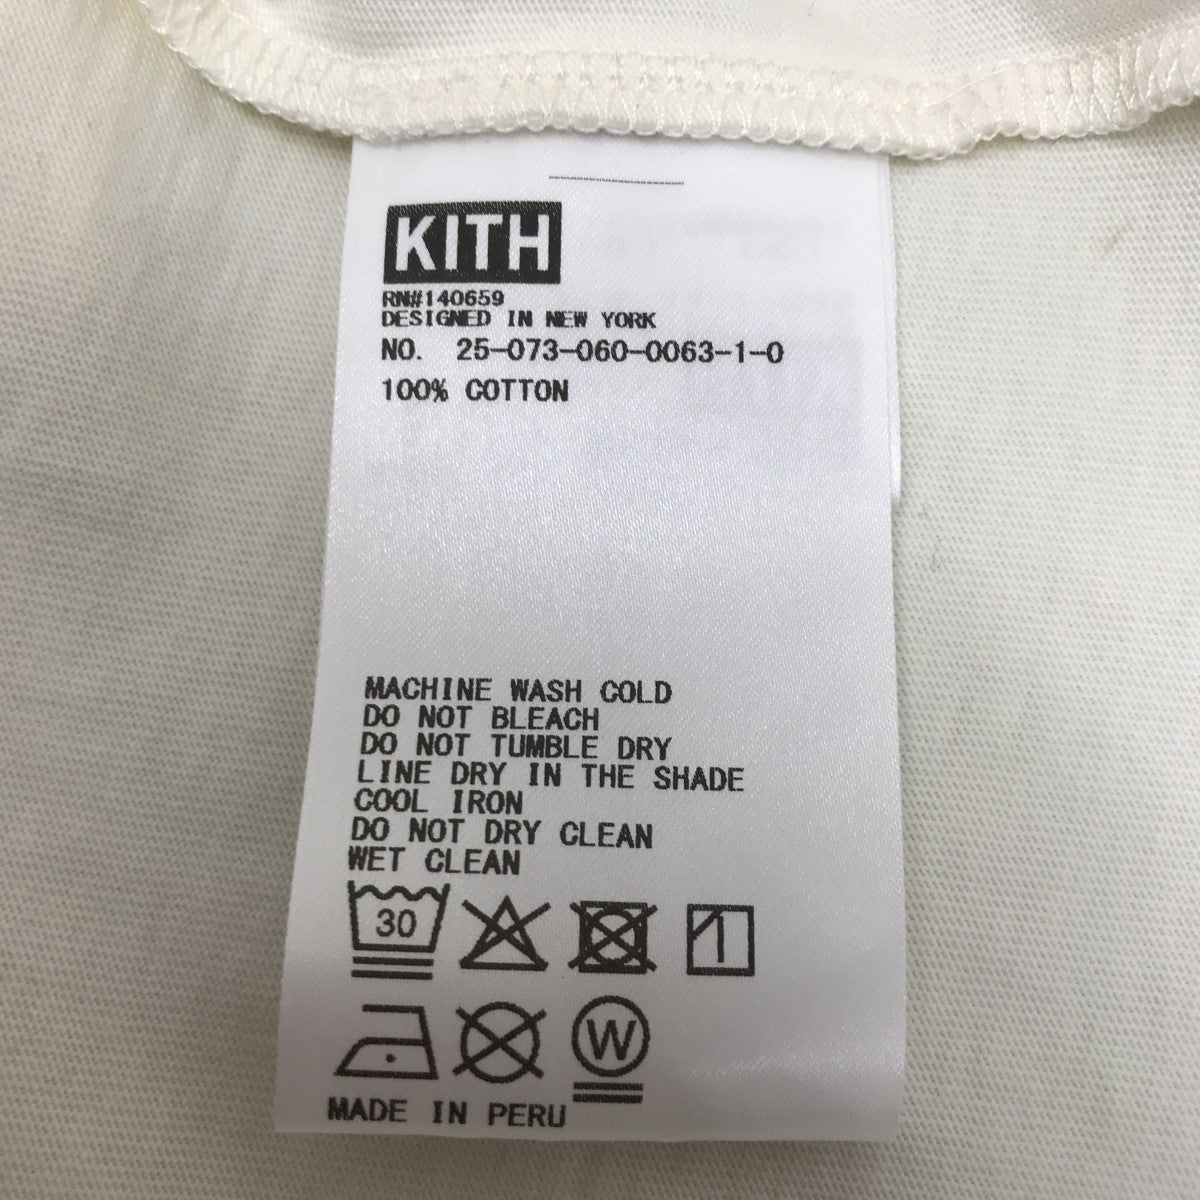 KITH
RN#140659
DESIGNED IN NEW YORK
NO. 25-073-060-0063-1-0
100% COTTON
MACHINE WASH COLD
DO NOT BLEACH
DO NOT TUMBLE DRY
LINE DRY IN THE SHADE
COOL IRON
DO NOT DRY CLEAN
WET CLEAN
30
W
MADE IN PERU